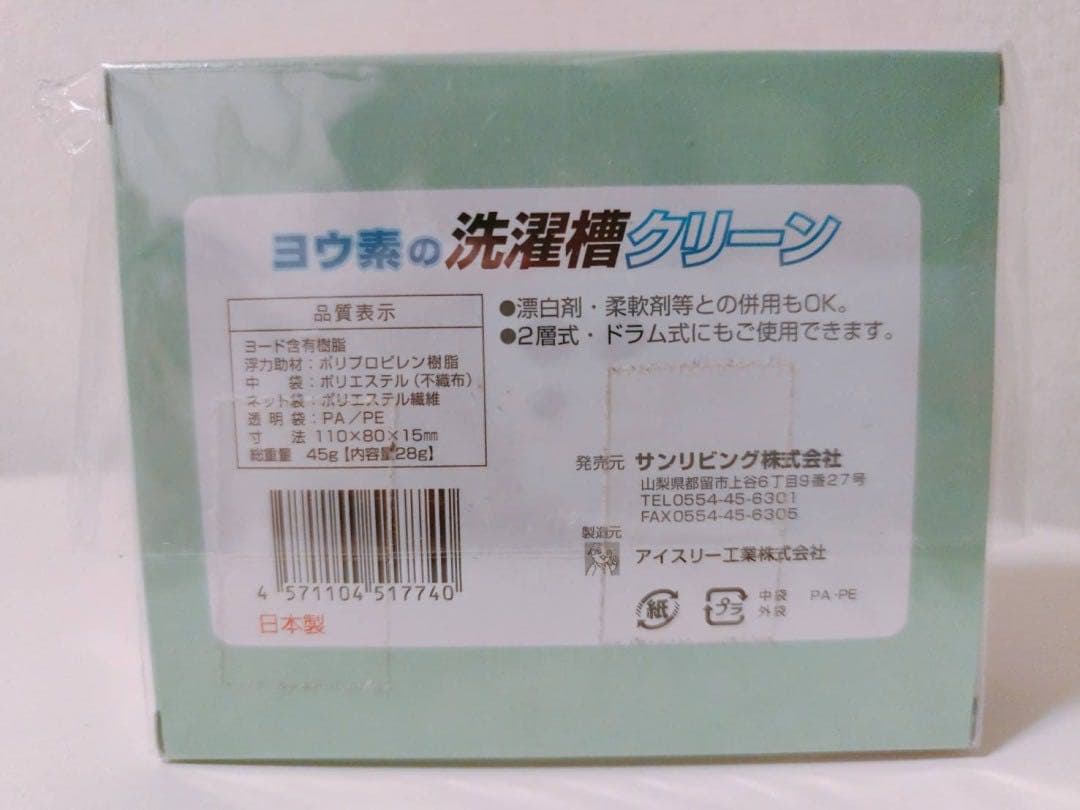 ヨウ素の洗濯槽クリーン
品質表示
ヨード含有樹脂
浮力助材：ポリプロピレン樹脂
中　　袋：ポリエステル（不織布）
ネット袋：ポリエステル繊維
透明袋：PA／PE
寸　　法　110×80×15㎜
総重量　45g【内容量28g】
●漂白剤・柔軟剤等との併用もOK。
●2層式・ドラム式にもご使用できます。
発売元　サンリビング株式会社
山梨県都留市上谷6丁目9番27号
TEL0554-45-6301
FAX0554-45-6305
製造元
アイスリー工業株式会社
4 571104 517740
日本製
紙
プラ
中袋　PA・PE
外袋